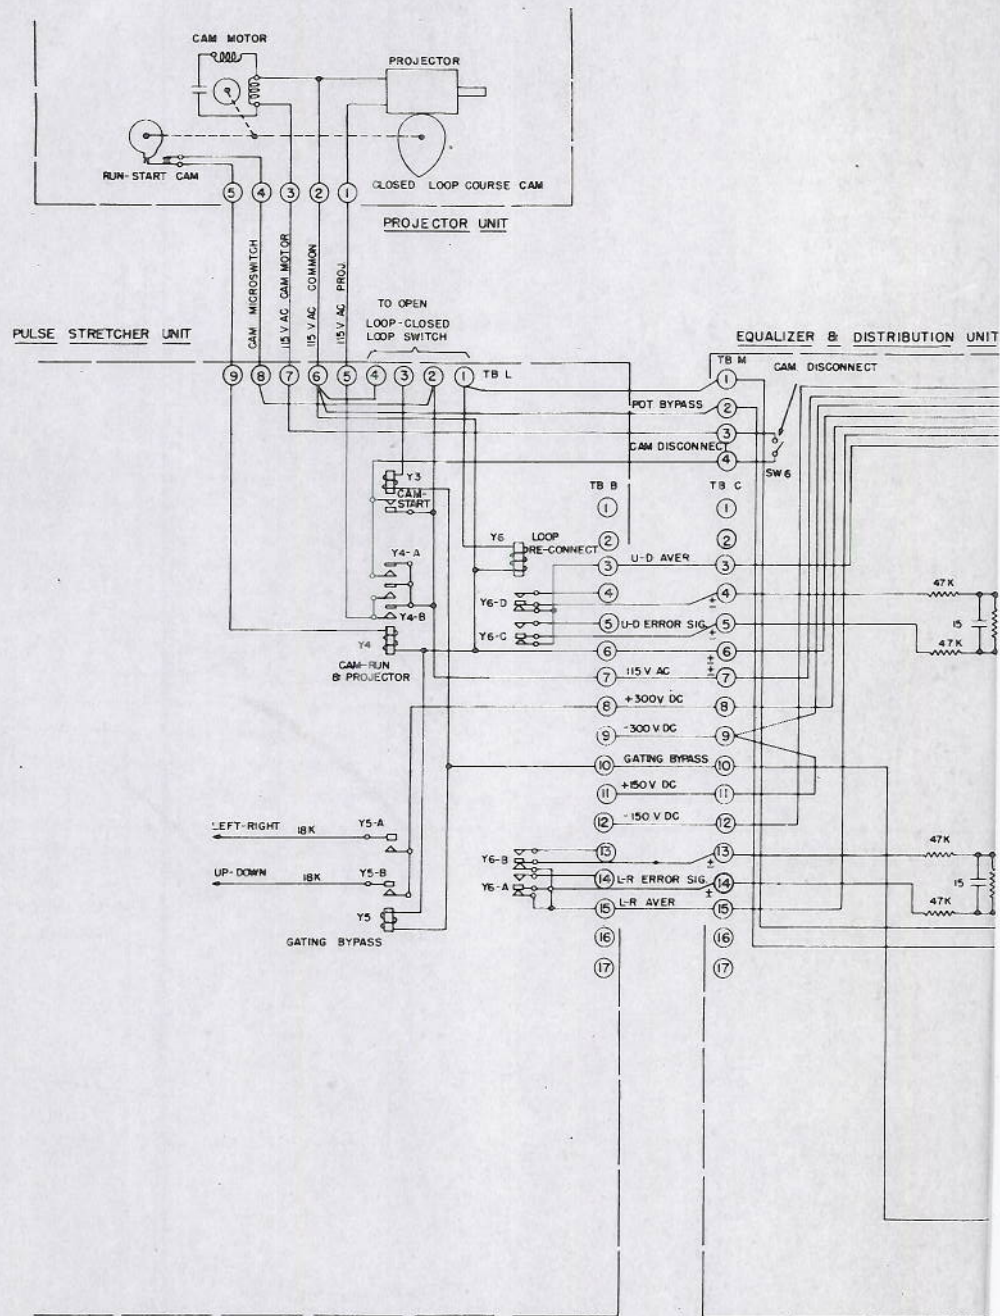 CAM MOTOR
PROJECTOR
RUN-START CAM
CLOSED LOOP COURSE CAM
5 4 3 2 1
PROJECTOR UNIT
CAM MICROSWITCH
115 V AC CAM MOTOR
115 V AC COMMON
115 V AC PROJ
TO OPEN
LOOP-CLOSED
LOOP SWITCH
PULSE STRETCHER UNIT
EQUALIZER & DISTRIBUTION UNIT
9 8 7 6 5 4 3 2 1 TB L
TB M
CAM DISCONNECT
1
POT BYPASS 2
3
CAM DISCONNECT
4
SW 6
Y3
CAM-
START
TB B
TB C
1 1
Y6 LOOP
RE-CONNECT
2 2
Y4-A
3 U-D AVER 3
Y6-D
4 ± 4
47K
Y4-B
Y6-C
5 U-D ERROR SIG. ± 5
15
Y4
6 ± 6
47K
CAM-RUN
& PROJECTOR
7 115 V AC ± 7
8 +300V DC 8
9 -300 V DC 9
10 GATING BYPASS 10
11 +150 V DC 11
12 -150 V DC 12
LEFT-RIGHT 18K Y5-A
UP-DOWN 18K Y5-B
Y5
GATING BYPASS
Y6-B
13 ± 13
47K
Y6-A
14 L-R ERROR SIG. ± 14
15
47K
15 L-R AVER 15
16 16
17 17